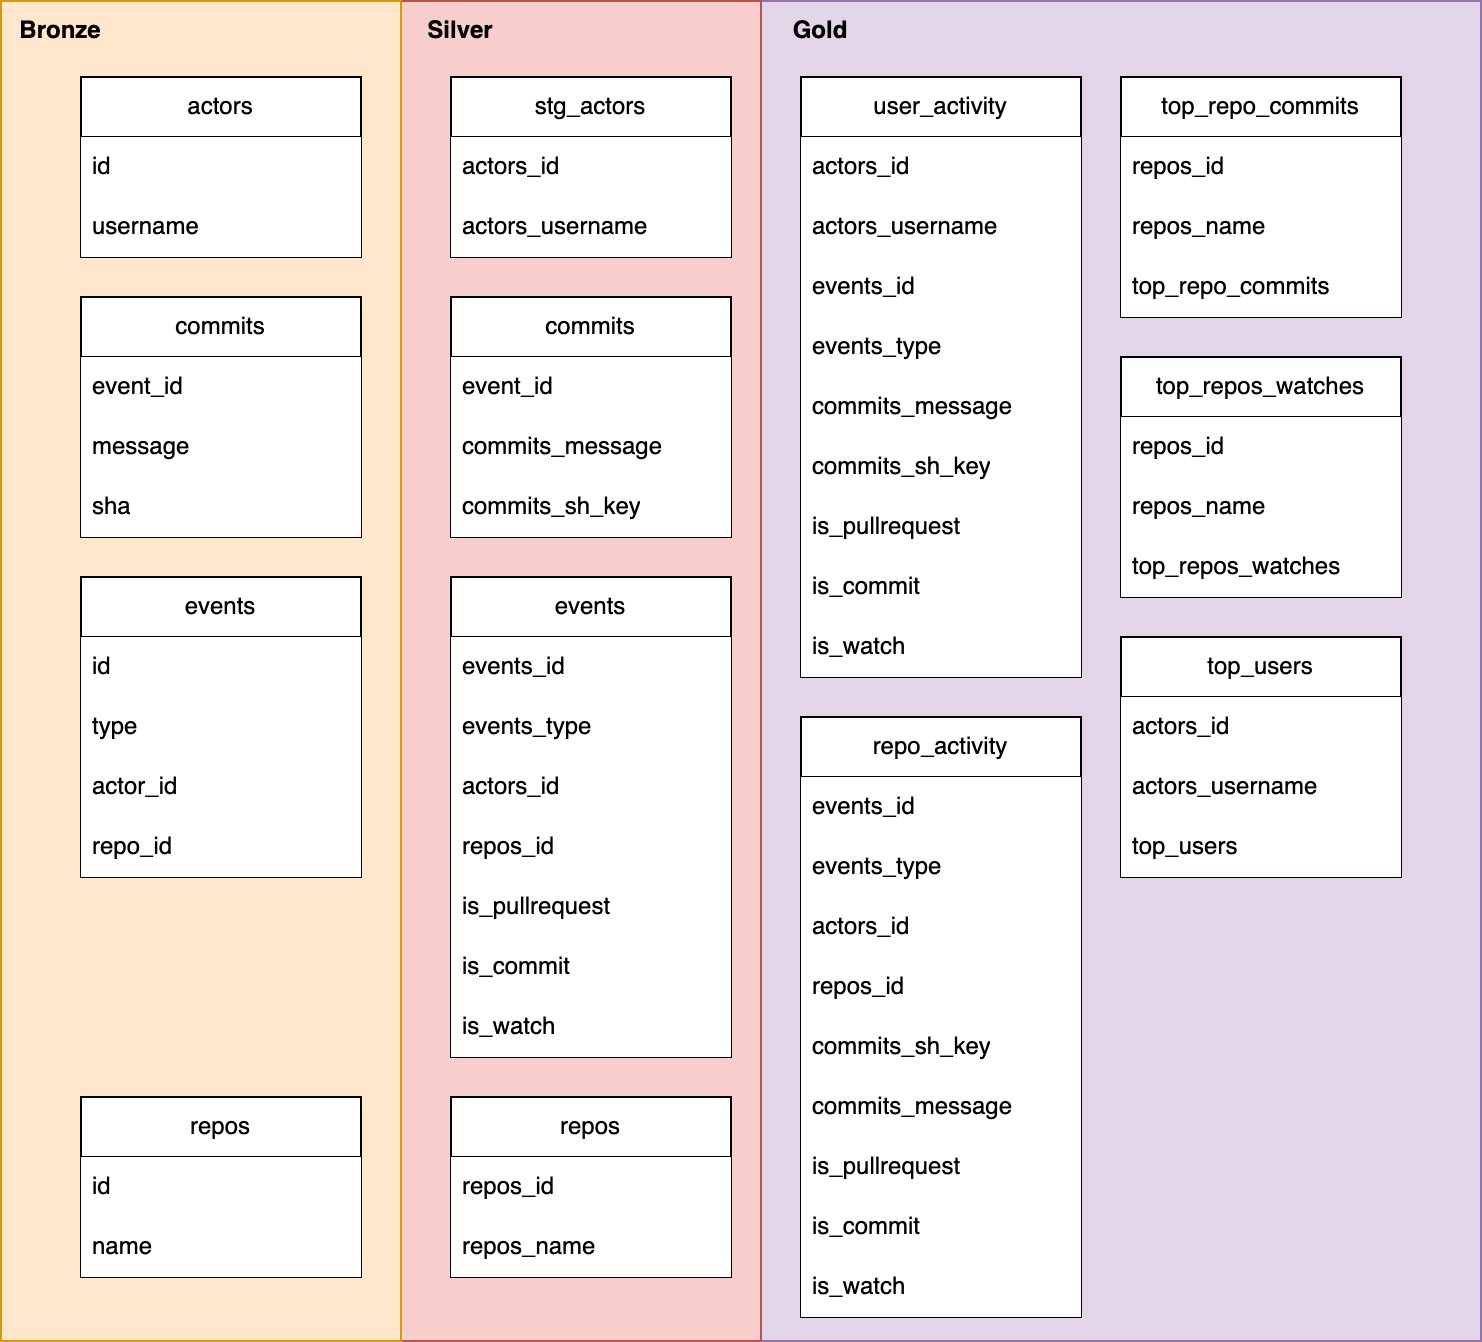 Bronze
actors
id
username
commits
event_id
message
sha
events
id
type
actor_id
repo_id
repos
id
name
Silver
stg_actors
actors_id
actors_username
commits
event_id
commits_message
commits_sh_key
events
events_id
events_type
actors_id
repos_id
is_pullrequest
is_commit
is_watch
repos
repos_id
repos_name
Gold
user_activity
actors_id
actors_username
events_id
events_type
commits_message
commits_sh_key
is_pullrequest
is_commit
is_watch
repo_activity
events_id
events_type
actors_id
repos_id
commits_sh_key
commits_message
is_pullrequest
is_commit
is_watch
top_repo_commits
repos_id
repos_name
top_repo_commits
top_repos_watches
repos_id
repos_name
top_repos_watches
top_users
actors_id
actors_username
top_users